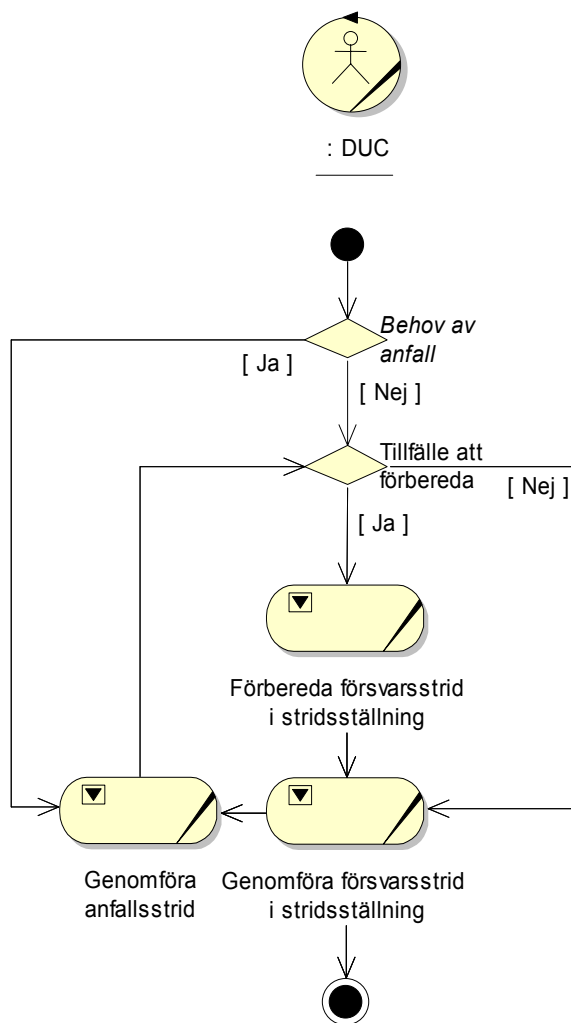 : DUC
Behov av
anfall
[ Ja ]
[ Nej ]
Tillfälle att
förbereda
[ Nej ]
[ Ja ]
Förbereda försvarsstrid
i stridsställning
Genomföra
anfallsstrid
Genomföra försvarsstrid
i stridsställning